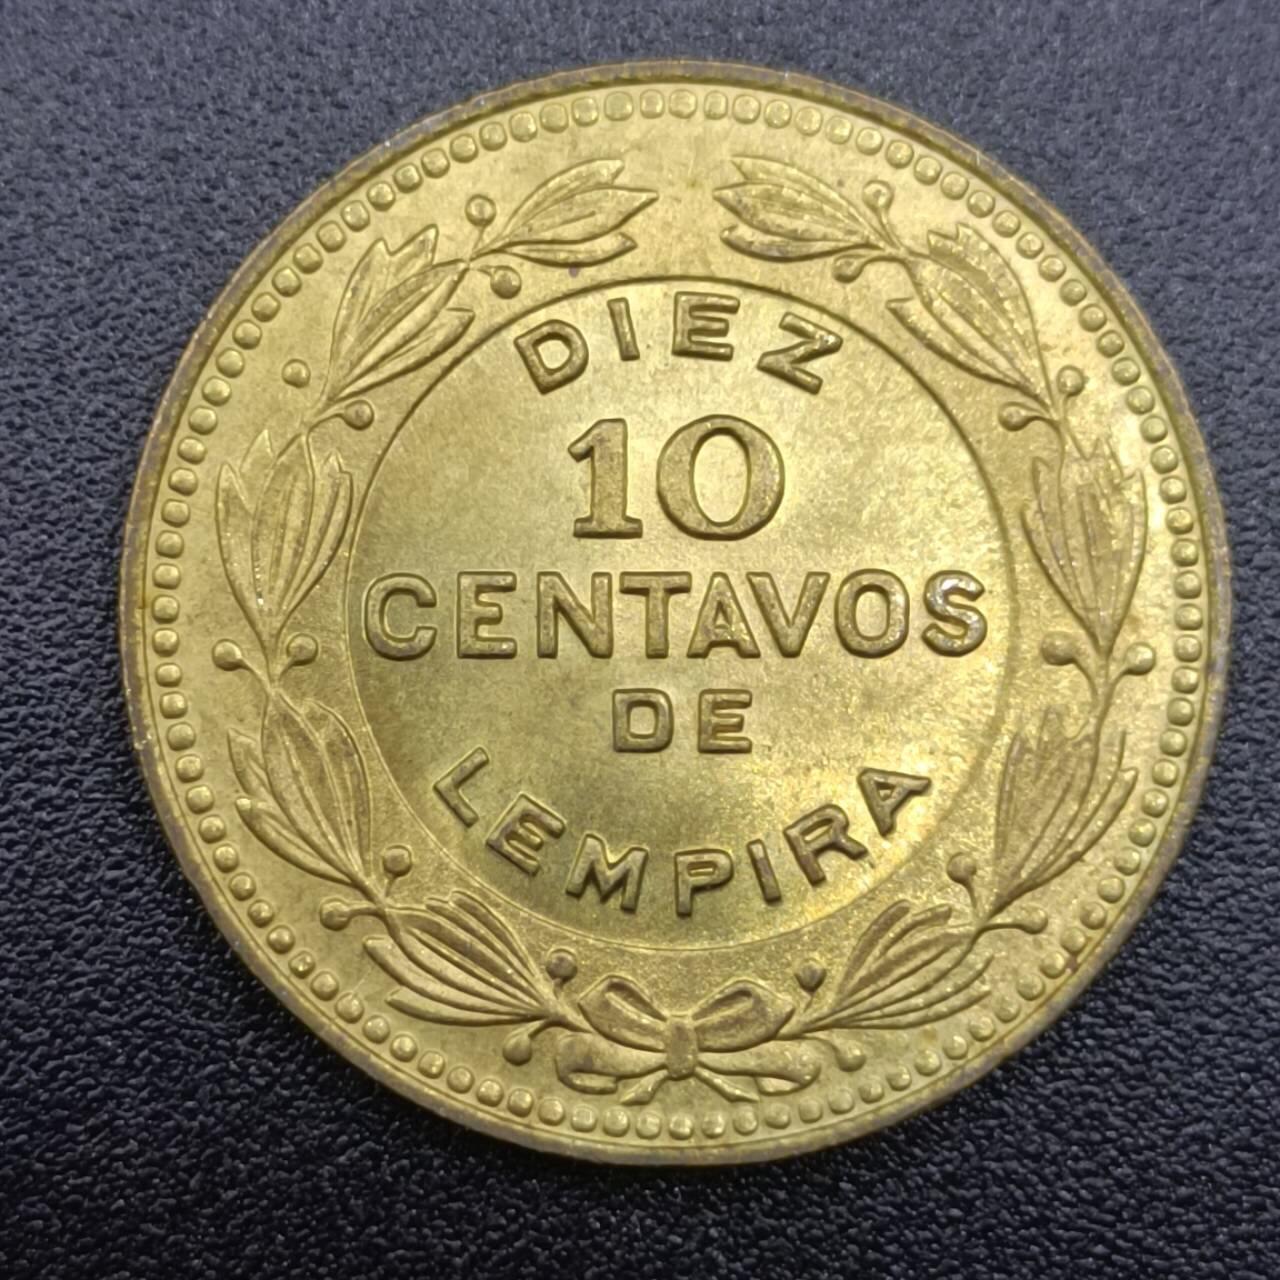 DIEZ
10
CENTAVOS
DE
LEMPIRA